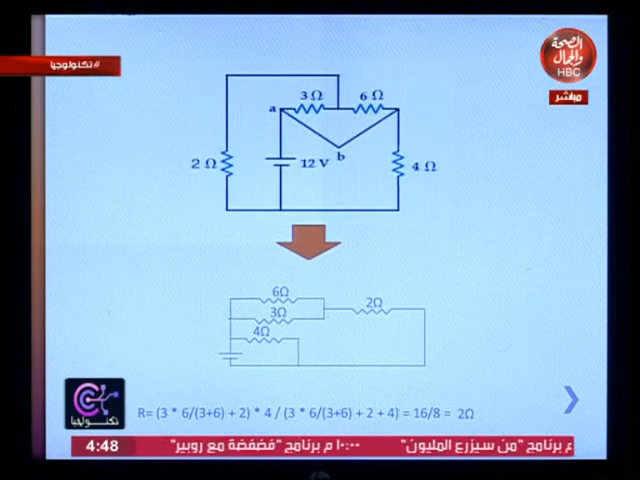 #تكنولوجيا
الصحة
والجمال
HBC
مباشر
3 Ω
6 Ω
a
2 Ω
12 V
b
4 Ω
6Ω
2Ω
3Ω
4Ω
R= (3 * 6/(3+6) + 2) * 4 / (3 * 6/(3+6) + 2 + 4) = 16/8 = 2Ω
تكنولوجيا
م برنامج "من سيزرع المليون" ١٠:٠٠ م برنامج "فضفضة مع روبير"
4:48